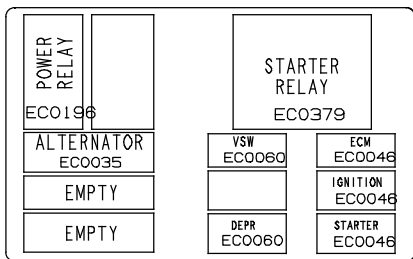 POWER
RELAY
EC0196
STARTER
RELAY
EC0379
ALTERNATOR
EC0035
VSW
EC0060
ECM
EC0046
EMPTY
IGNITION
EC0046
EMPTY
DEPR
EC0060
STARTER
EC0046